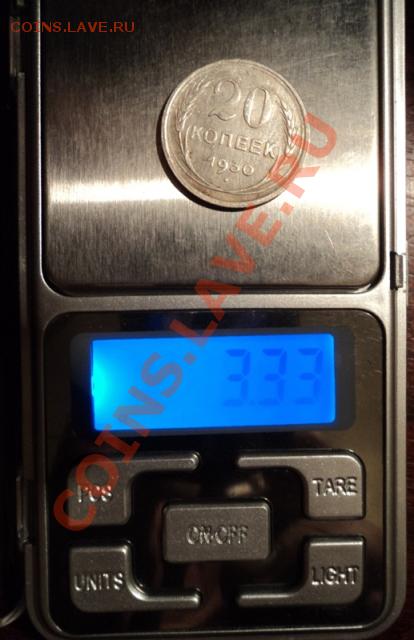 COINS.LAVE.RU
20
КОПЕЕК
1930
COINS.LAVE.RU
3.33
PCS
TARE
ON-OFF
UNITS
LIGHT